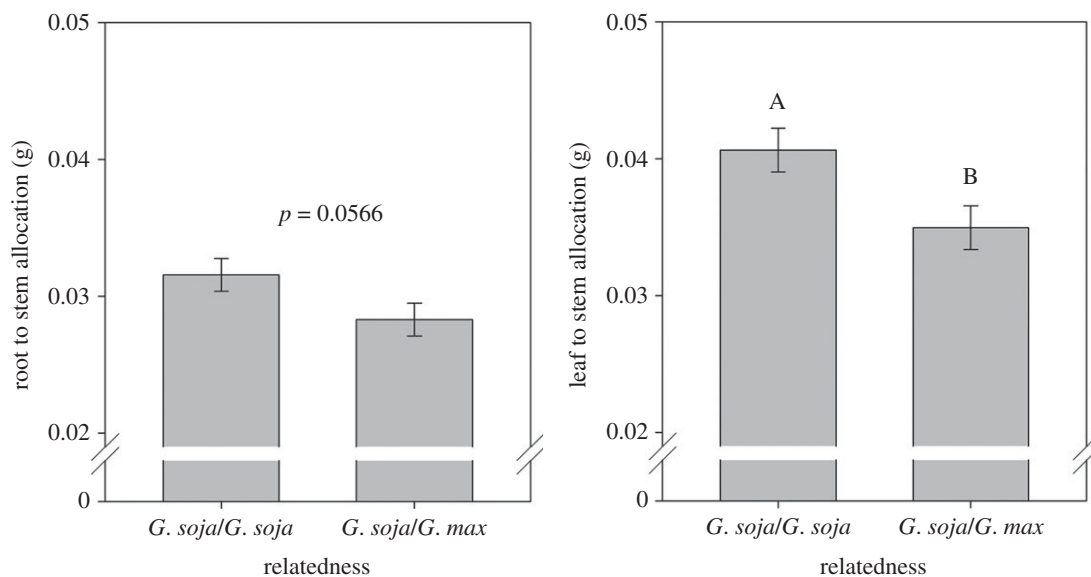 0.05
0.04
0.03
0.02
0
root to stem allocation (g)
p = 0.0566
G. soja/G. soja
G. soja/G. max
relatedness
0.05
0.04
0.03
0.02
0
leaf to stem allocation (g)
A
B
G. soja/G. soja
G. soja/G. max
relatedness